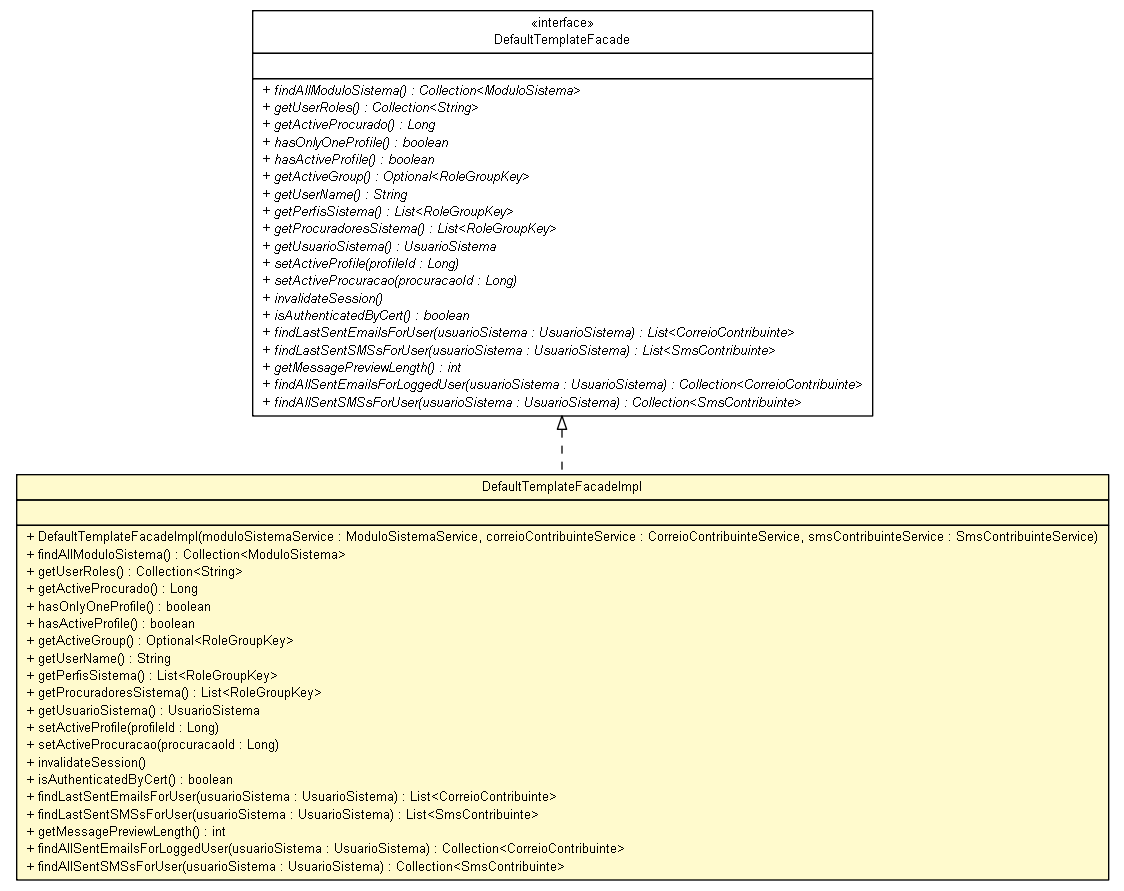 «interface»
DefaultTemplateFacade
+ findAllModuloSistema() : Collection<ModuloSistema>
+ getUserRoles() : Collection<String>
+ getActiveProcurado() : Long
+ hasOnlyOneProfile() : boolean
+ hasActiveProfile() : boolean
+ getActiveGroup() : Optional<RoleGroupKey>
+ getUserName() : String
+ getPerfisSistema() : List<RoleGroupKey>
+ getProcuradoresSistema() : List<RoleGroupKey>
+ getUsuarioSistema() : UsuarioSistema
+ setActiveProfile(profileId : Long)
+ setActiveProcuracao(procuracaoId : Long)
+ invalidateSession()
+ isAuthenticatedByCert() : boolean
+ findLastSentEmailsForUser(usuarioSistema : UsuarioSistema) : List<CorreioContribuinte>
+ findLastSentSMSsForUser(usuarioSistema : UsuarioSistema) : List<SmsContribuinte>
+ getMessagePreviewLength() : int
+ findAllSentEmailsForLoggedUser(usuarioSistema : UsuarioSistema) : Collection<CorreioContribuinte>
+ findAllSentSMSsForUser(usuarioSistema : UsuarioSistema) : Collection<SmsContribuinte>
DefaultTemplateFacadeImpl
+ DefaultTemplateFacadeImpl(moduloSistemaService : ModuloSistemaService, correioContribuinteService : CorreioContribuinteService, smsContribuinteService : SmsContribuinteService)
+ findAllModuloSistema() : Collection<ModuloSistema>
+ getUserRoles() : Collection<String>
+ getActiveProcurado() : Long
+ hasOnlyOneProfile() : boolean
+ hasActiveProfile() : boolean
+ getActiveGroup() : Optional<RoleGroupKey>
+ getUserName() : String
+ getPerfisSistema() : List<RoleGroupKey>
+ getProcuradoresSistema() : List<RoleGroupKey>
+ getUsuarioSistema() : UsuarioSistema
+ setActiveProfile(profileId : Long)
+ setActiveProcuracao(procuracaoId : Long)
+ invalidateSession()
+ isAuthenticatedByCert() : boolean
+ findLastSentEmailsForUser(usuarioSistema : UsuarioSistema) : List<CorreioContribuinte>
+ findLastSentSMSsForUser(usuarioSistema : UsuarioSistema) : List<SmsContribuinte>
+ getMessagePreviewLength() : int
+ findAllSentEmailsForLoggedUser(usuarioSistema : UsuarioSistema) : Collection<CorreioContribuinte>
+ findAllSentSMSsForUser(usuarioSistema : UsuarioSistema) : Collection<SmsContribuinte>